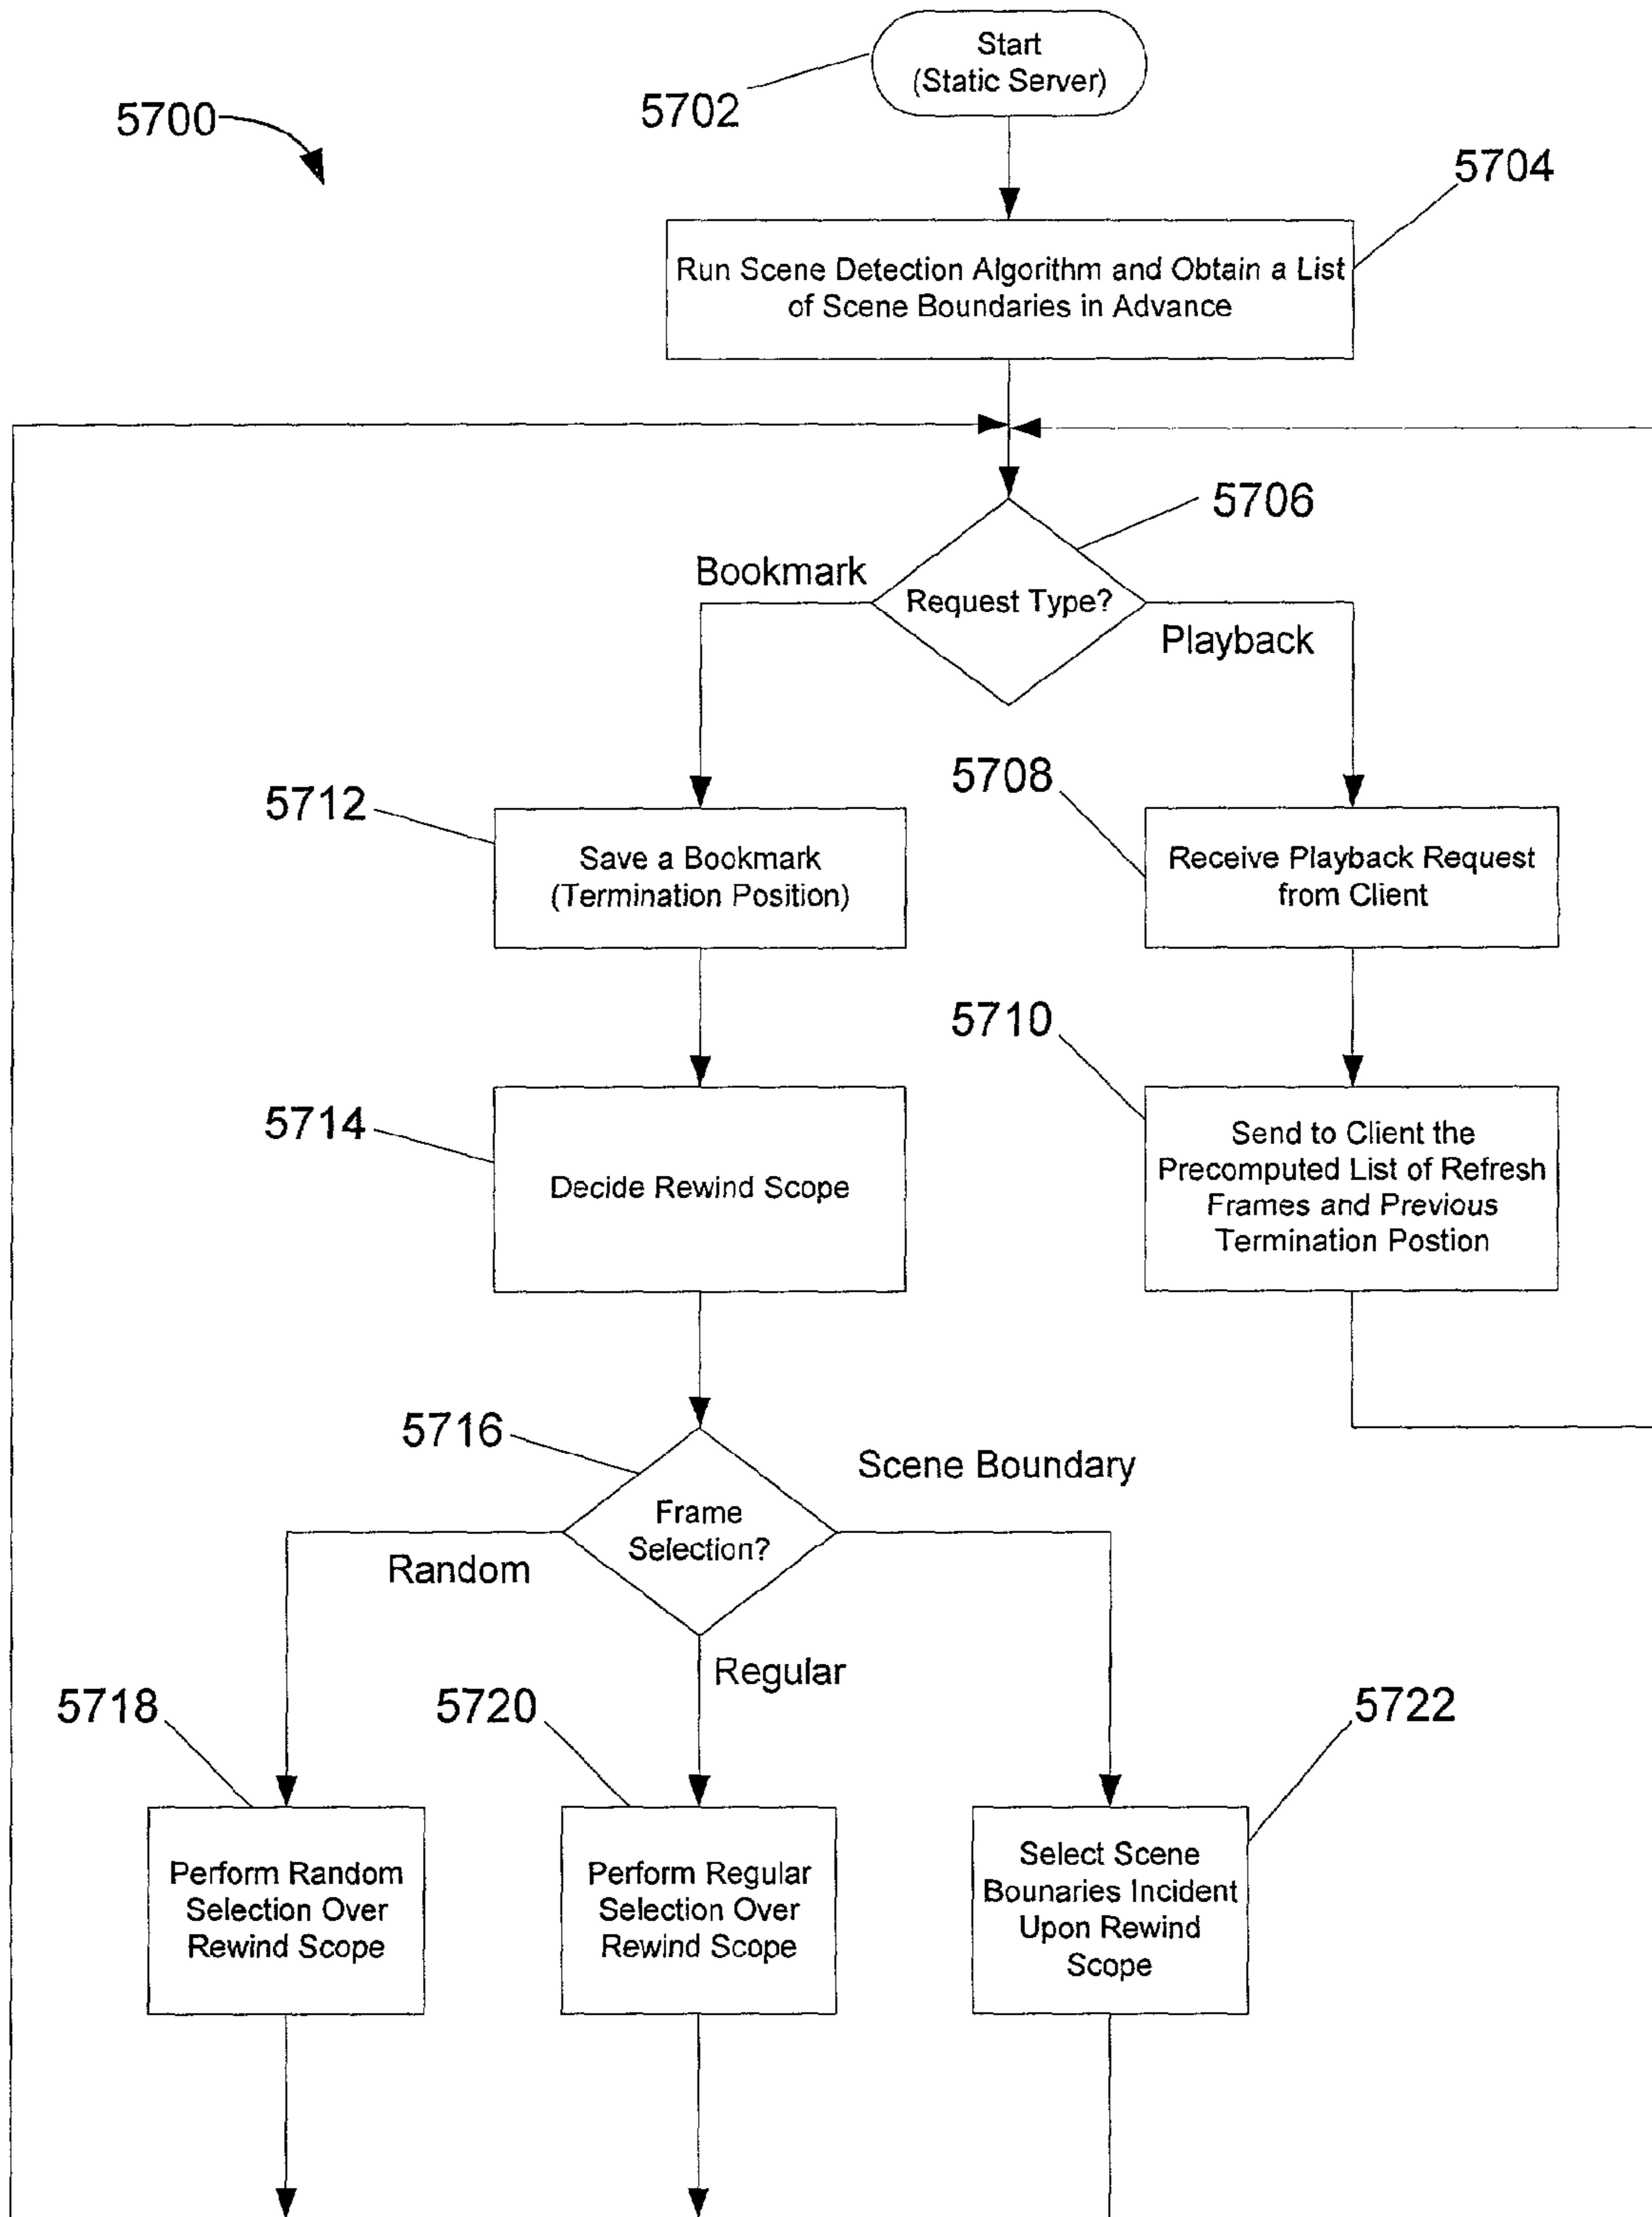 Start
(Static Server)
5702
5700
5704
Run Scene Detection Algorithm and Obtain a List
of Scene Boundaries in Advance
5706
Bookmark
Request Type?
Playback
5712
5708
Save a Bookmark
(Termination Position)
Receive Playback Request
from Client
5714
5710
Decide Rewind Scope
Send to Client the
Precomputed List of Refresh
Frames and Previous
Termination Postion
5716
Scene Boundary
Frame
Selection?
Random
Regular
5718
5720
5722
Perform Random
Selection Over
Rewind Scope
Perform Regular
Selection Over
Rewind Scope
Select Scene
Bounaries Incident
Upon Rewind
Scope